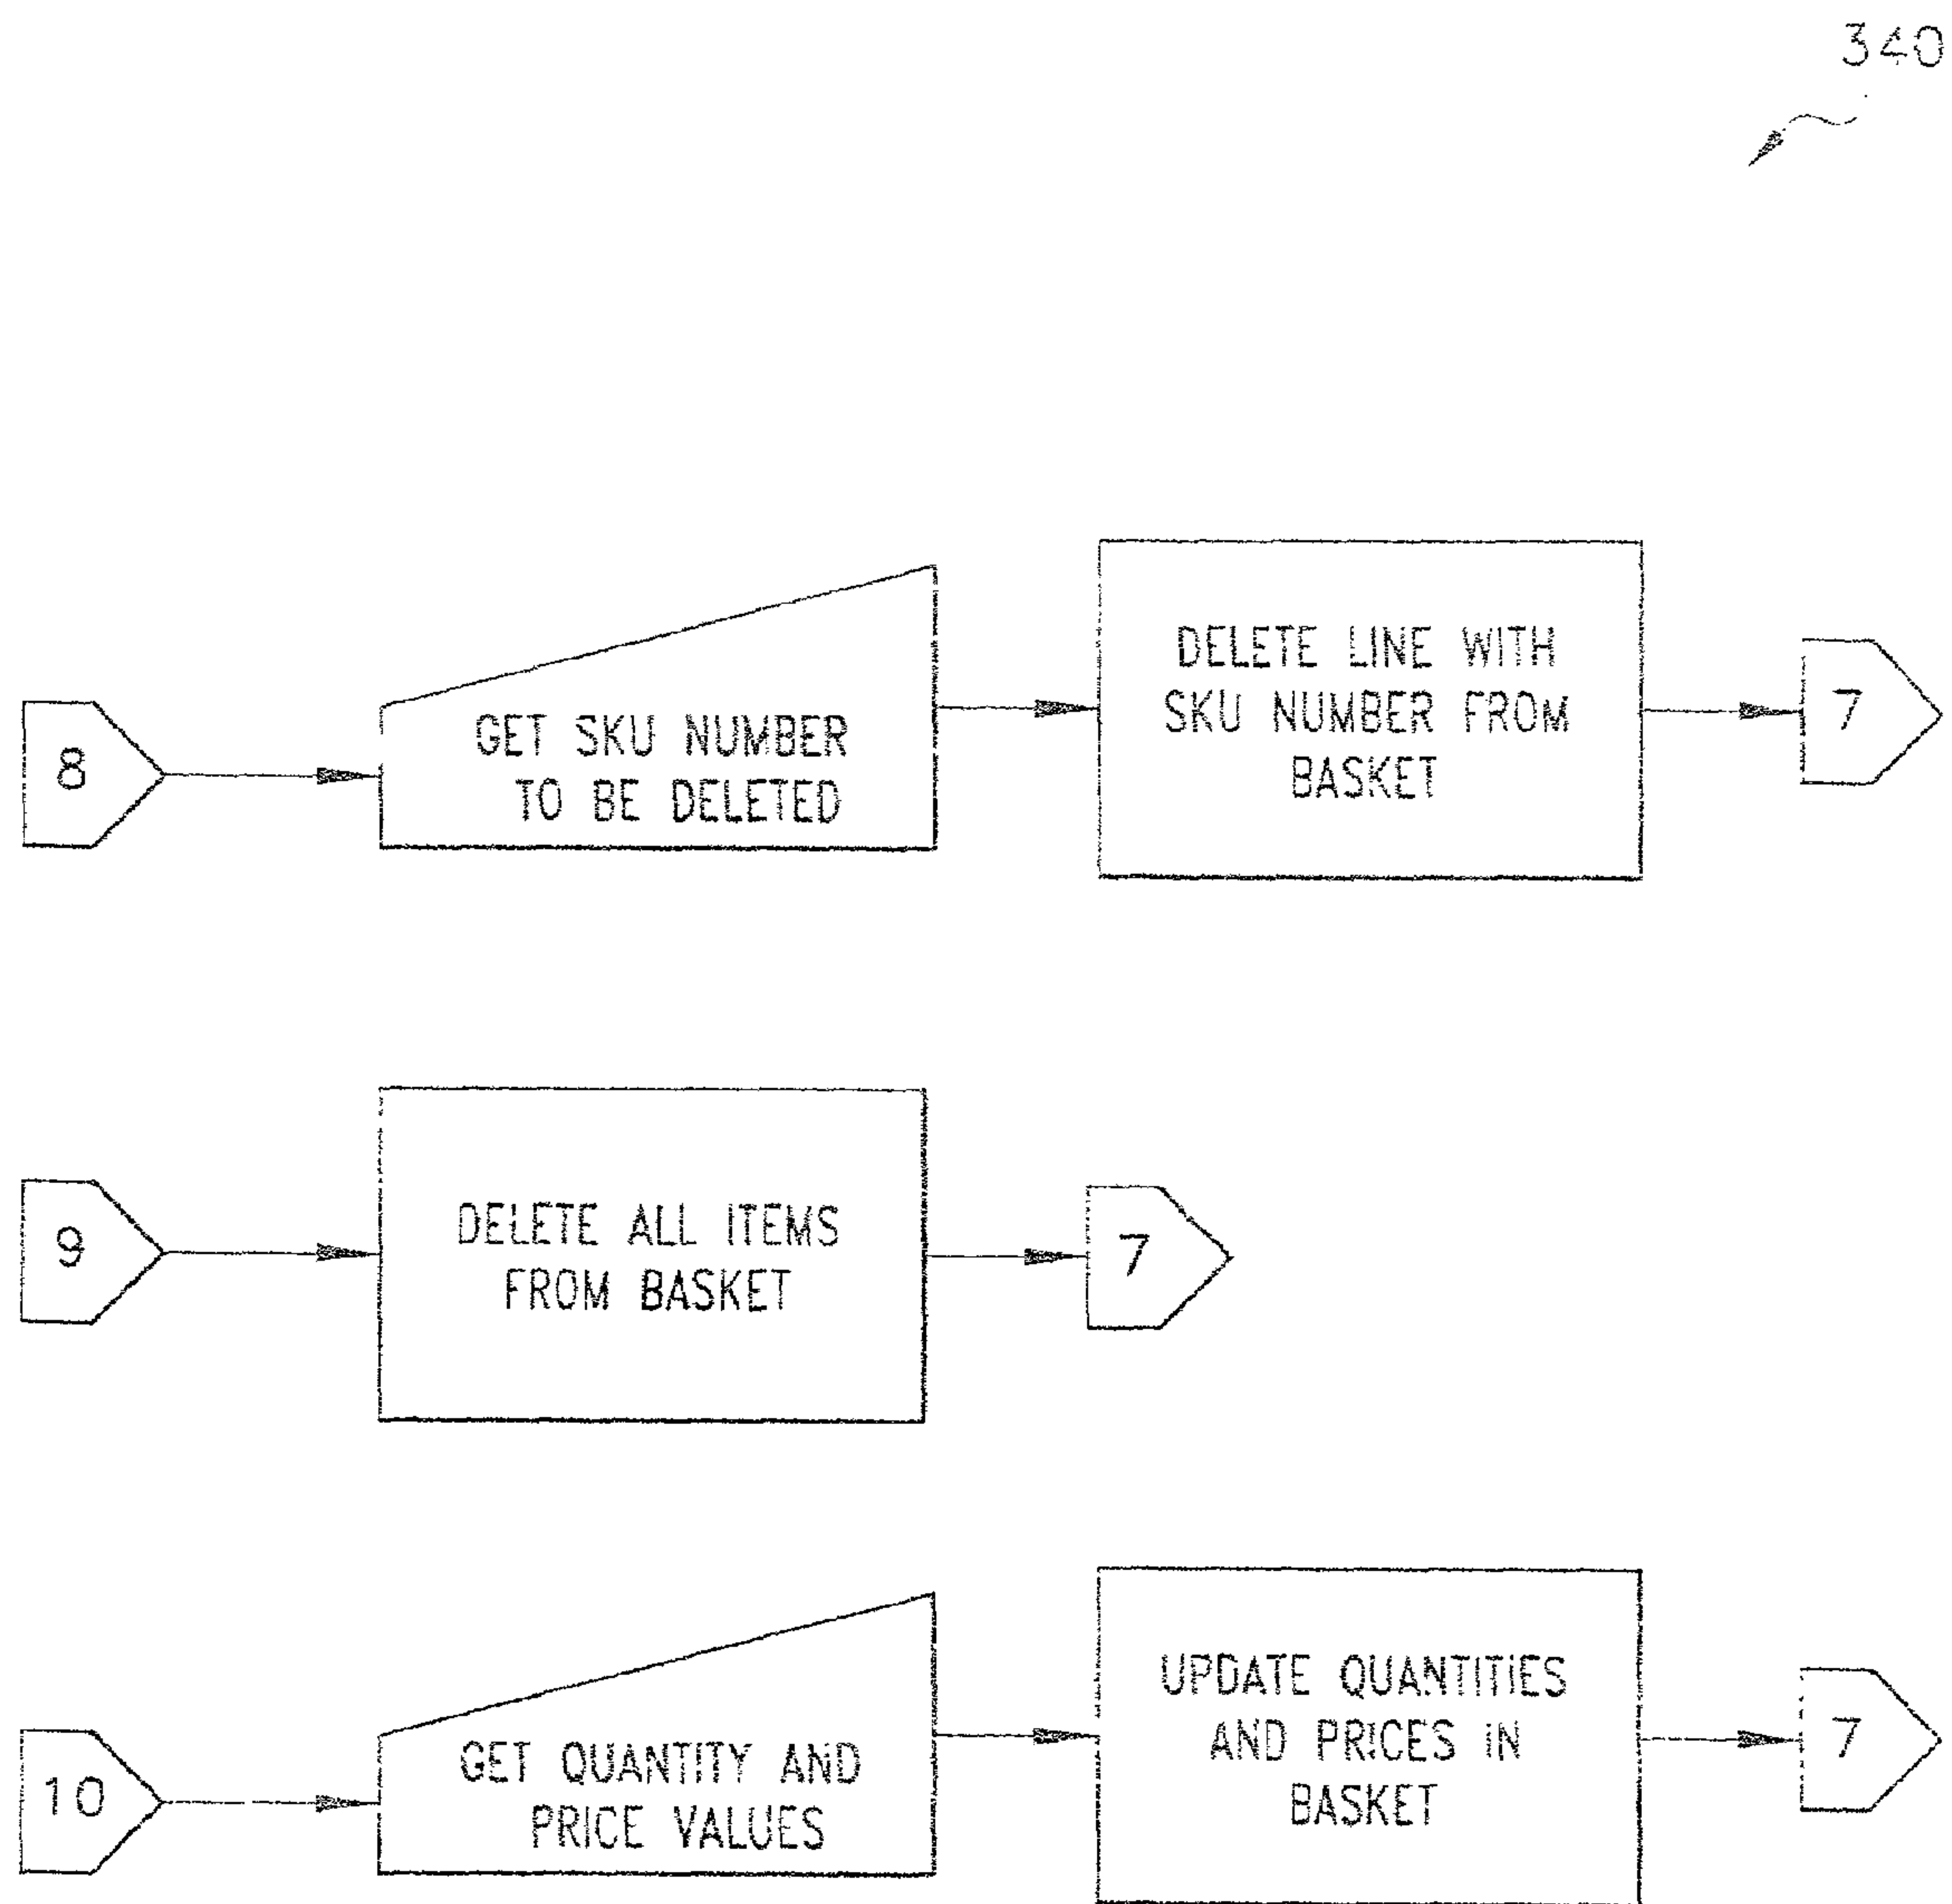 340
8
GET SKU NUMBER
TO BE DELETED
DELETE LINE WITH
SKU NUMBER FROM
BASKET
7
9
DELETE ALL ITEMS
FROM BASKET
7
10
GET QUANTITY AND
PRICE VALUES
UPDATE QUANTITIES
AND PRICES IN
BASKET
7